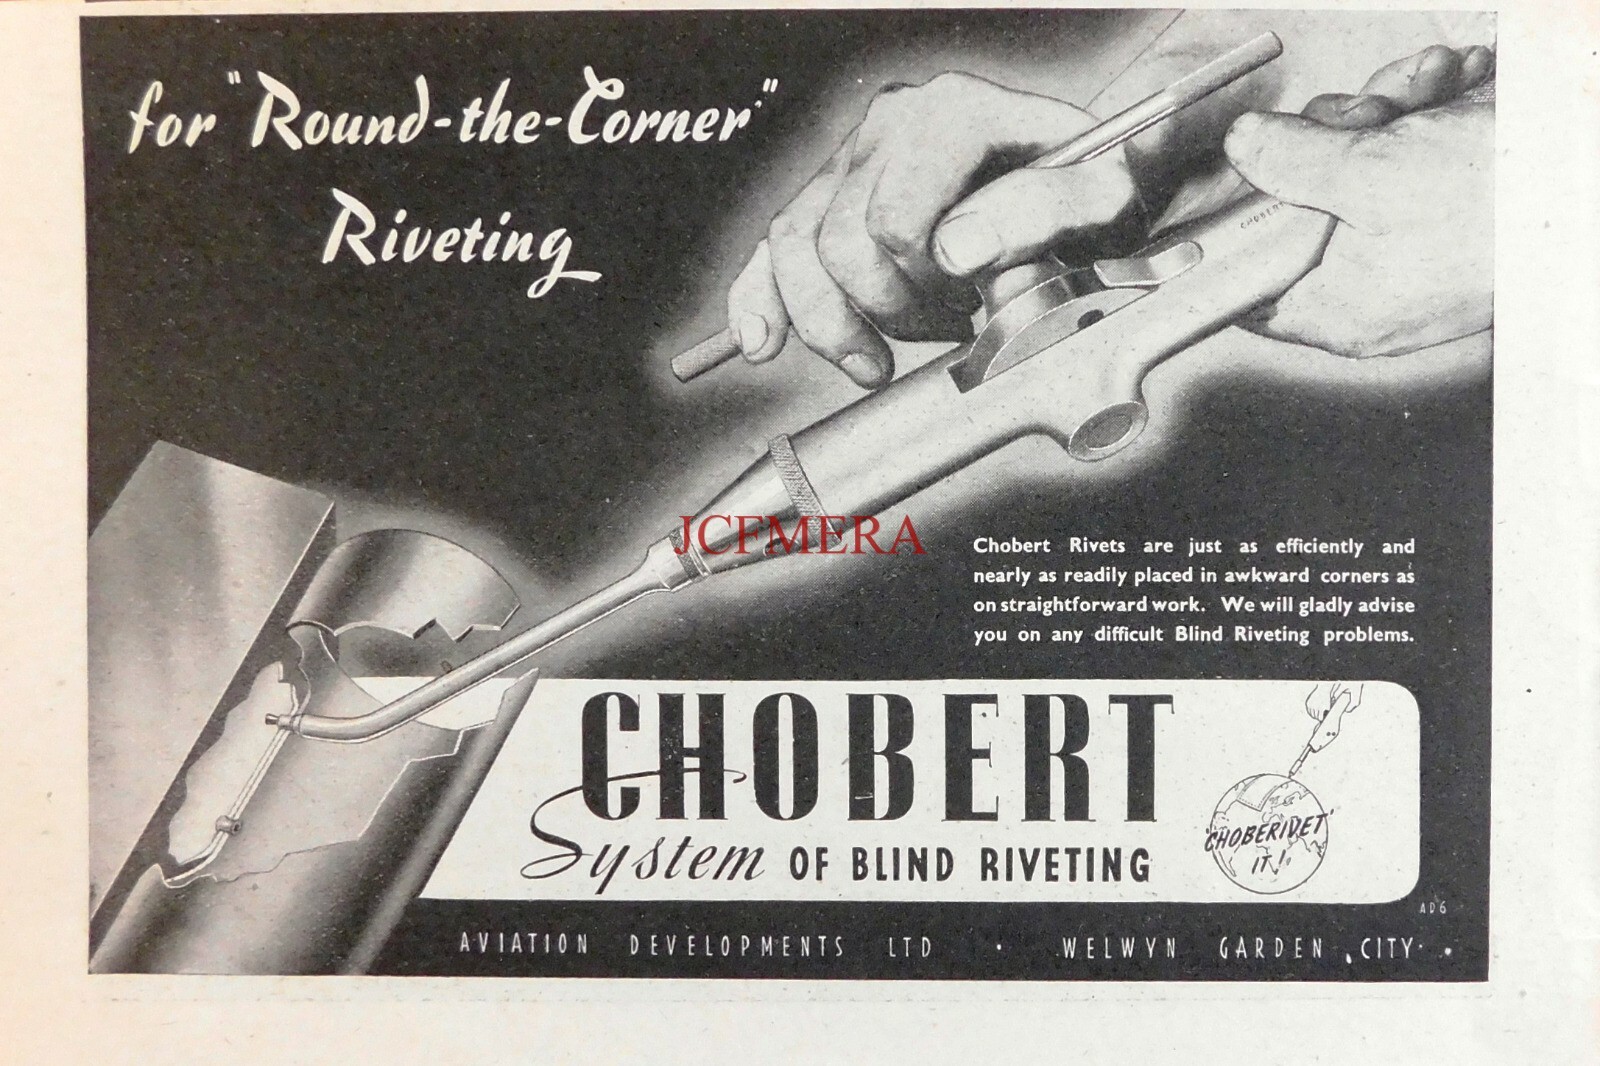 for "Round-the-Corner"
Riveting
CHOBERT
JCFMERA
Chobert Rivets are just as efficiently and
nearly as readily placed in awkward corners as
on straightforward work. We will gladly advise
you on any difficult Blind Riveting problems.
CHOBERT
System OF BLIND RIVETING
'CHOBERIVET'
IT!
AD6
AVIATION DEVELOPMENTS LTD · WELWYN GARDEN CITY